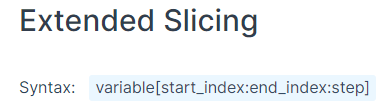 Extended Slicing
Syntax: variable[start_index:end_index:step]